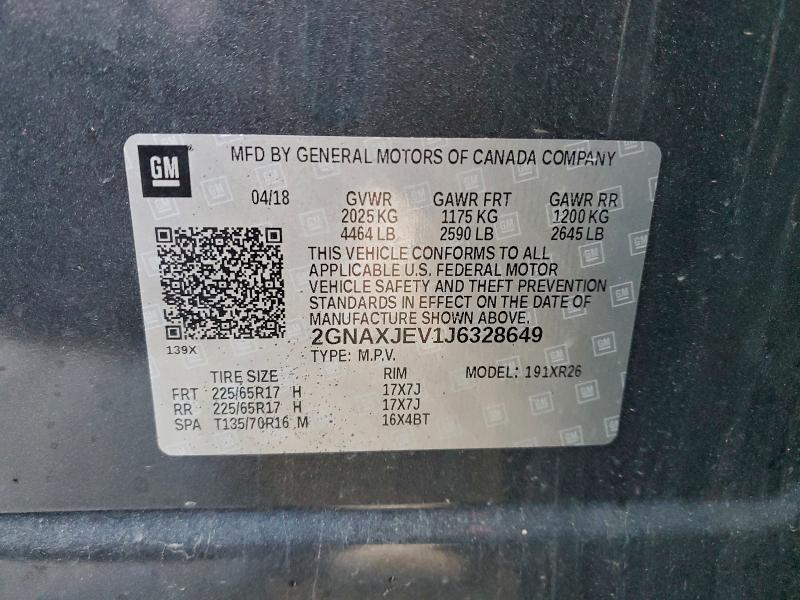 GM
MFD BY GENERAL MOTORS OF CANADA COMPANY
04/18 GVWR GAWR FRT GAWR RR
2025 KG 1175 KG 1200 KG
4464 LB 2590 LB 2645 LB
THIS VEHICLE CONFORMS TO ALL
APPLICABLE U.S. FEDERAL MOTOR
VEHICLE SAFETY AND THEFT PREVENTION
STANDARDS IN EFFECT ON THE DATE OF
MANUFACTURE SHOWN ABOVE.
2GNAXJEV1J6328649
139X
TYPE: M.P.V.
TIRE SIZE RIM MODEL: 191XR26
FRT 225/65R17 H 17X7J
RR 225/65R17 H 17X7J
SPA T135/70R16 M 16X4BT